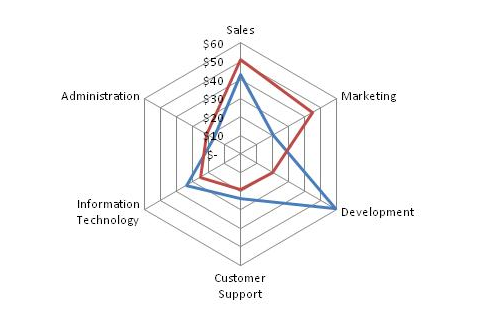 Sales
$60
$50
$40
$30
$20
$10
$-
Administration
Marketing
Information
Technology
Development
Customer
Support